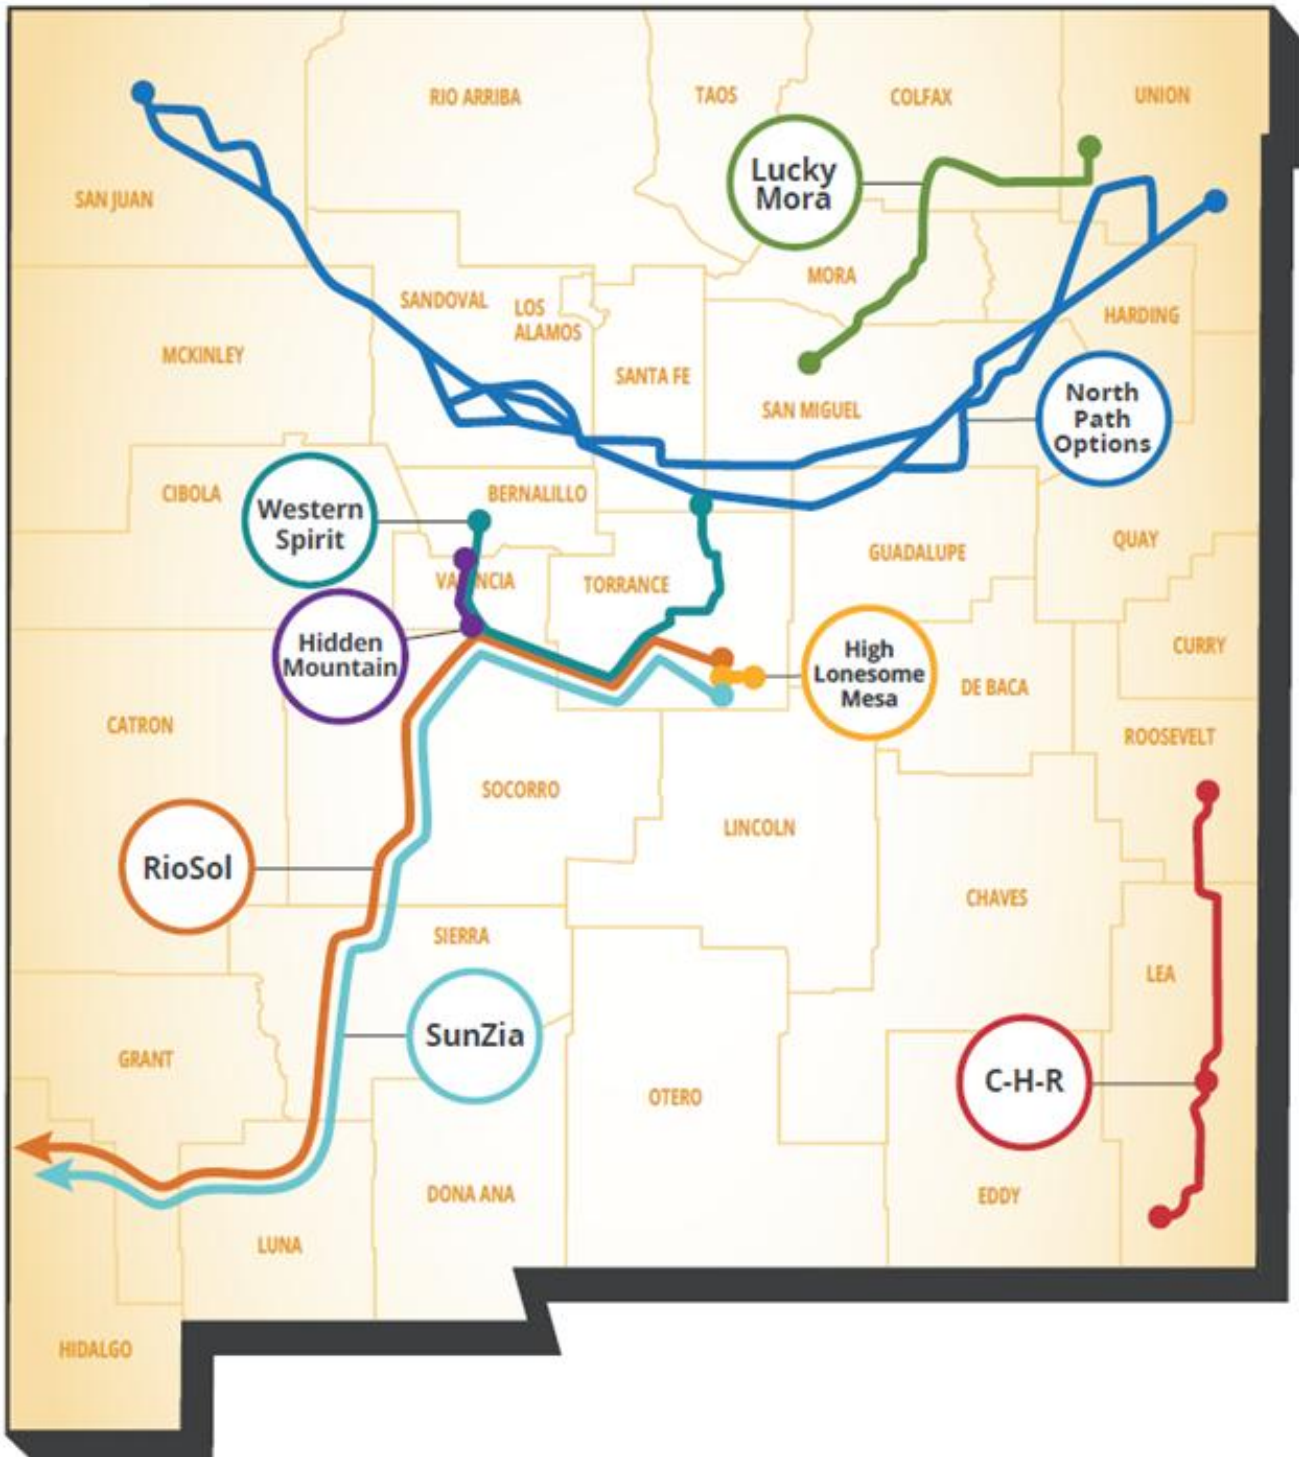 RIO ARRIBA
TAOS
COLFAX
UNION
Lucky
Mora
SAN JUAN
MORA
SANDOVAL
LOS
ALAMOS
HARDING
MCKINLEY
SANTA FE
SAN MIGUEL
North
Path
Options
CIBOLA
BERNALILLO
Western
Spirit
VALENCIA
TORRANCE
GUADALUPE
QUAY
Hidden
Mountain
High
Lonesome
Mesa
CURRY
DE BACA
CATRON
ROOSEVELT
SOCORRO
LINCOLN
RioSol
CHAVES
SIERRA
LEA
SunZia
GRANT
OTERO
C-H-R
DONA ANA
EDDY
LUNA
HIDALGO